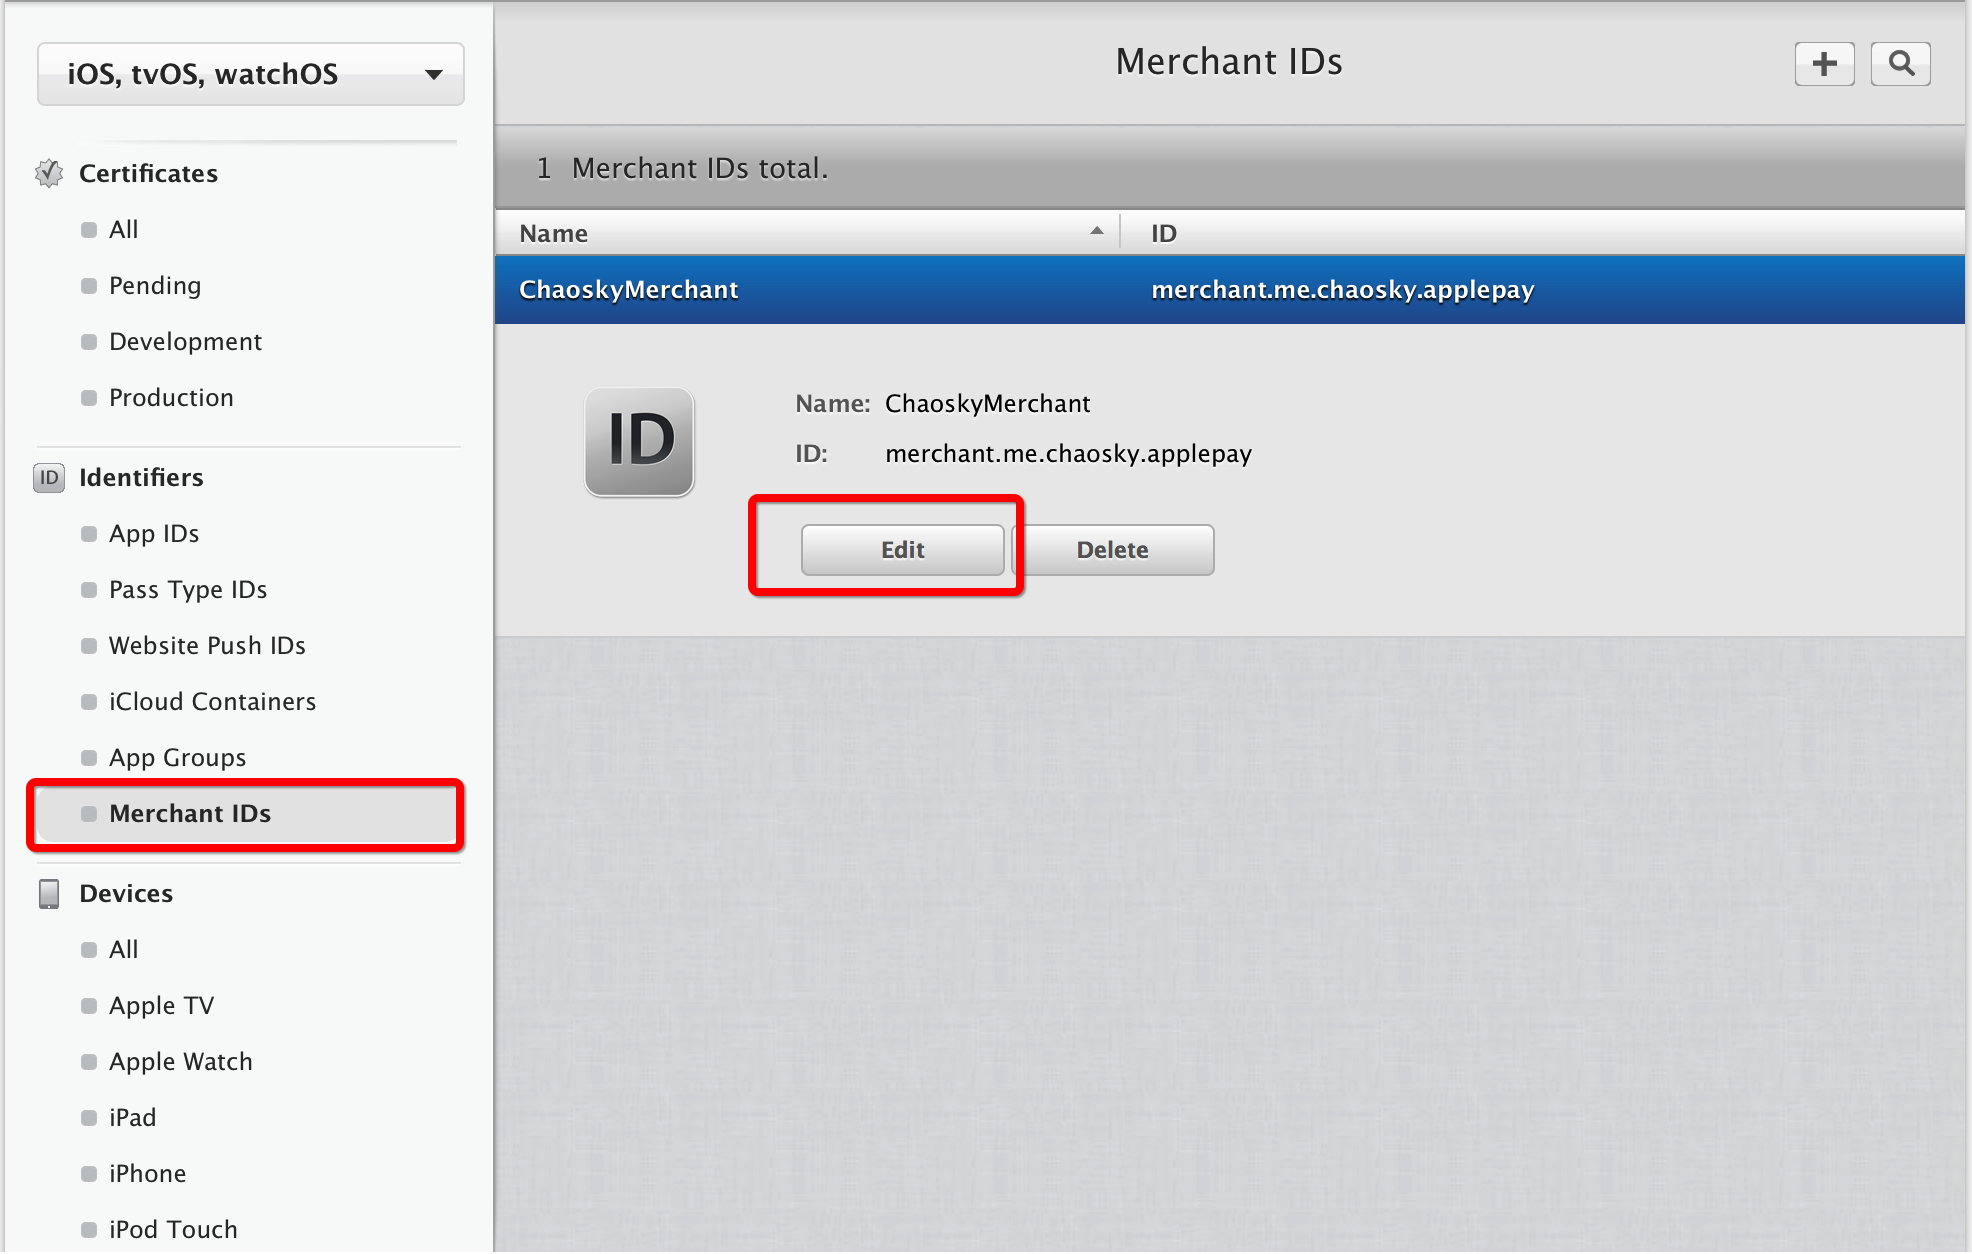 iOS, tvOS, watchOS
Certificates
All
Pending
Development
Production
ID Identifiers
App IDs
Pass Type IDs
Website Push IDs
iCloud Containers
App Groups
Merchant IDs
Devices
All
Apple TV
Apple Watch
iPad
iPhone
iPod Touch
Merchant IDs
1 Merchant IDs total.
Name ID
ChaoskyMerchant merchant.me.chaosky.applepay
ID
Name: ChaoskyMerchant
ID: merchant.me.chaosky.applepay
Edit Delete